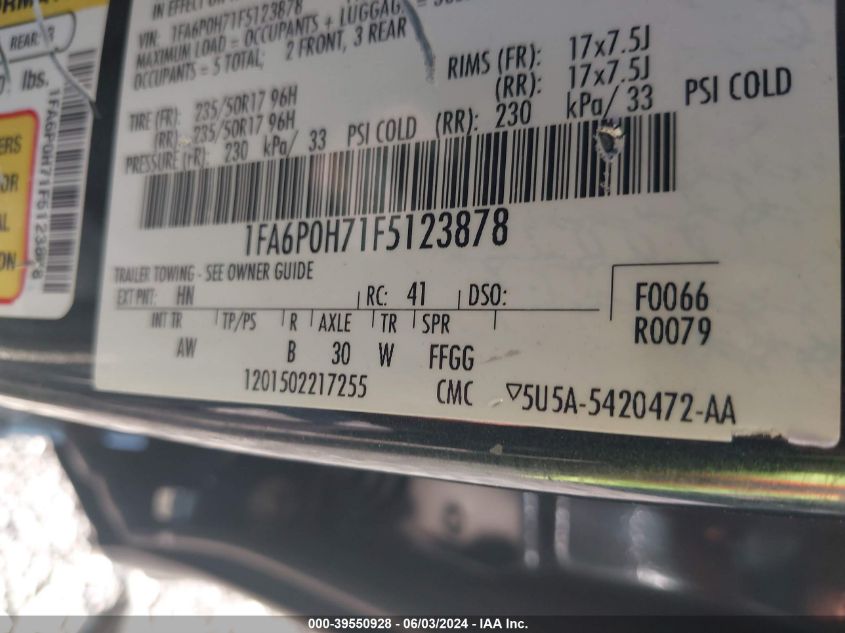 IN EFFECT ON
VIN: 1FA6P0H71F5123878
MAXIMUM LOAD = OCCUPANTS + LUGGAGE
OCCUPANTS = 5 TOTAL; 2 FRONT, 3 REAR
TIRE (FR): 235/50R17 96H RIMS (FR): 17x7.5J
(RR): 235/50R17 96H (RR): 17x7.5J
PRESSURE (FR): 230 kPa/ 33 PSI COLD (RR): 230 kPa/ 33 PSI COLD
1FA6P0H71F5123878
TRAILER TOWING - SEE OWNER GUIDE
EXT PNT: HN RC: 41 DSO: F0066
INT TR TP/PS R AXLE TR SPR R0079
AW B 30 W FFGG
1201502217255 CMC ▽5U5A-5420472-AA
REAR: 3
lbs.
1FA6P0H71F5123878
000-39550928 - 06/03/2024 - IAA Inc.